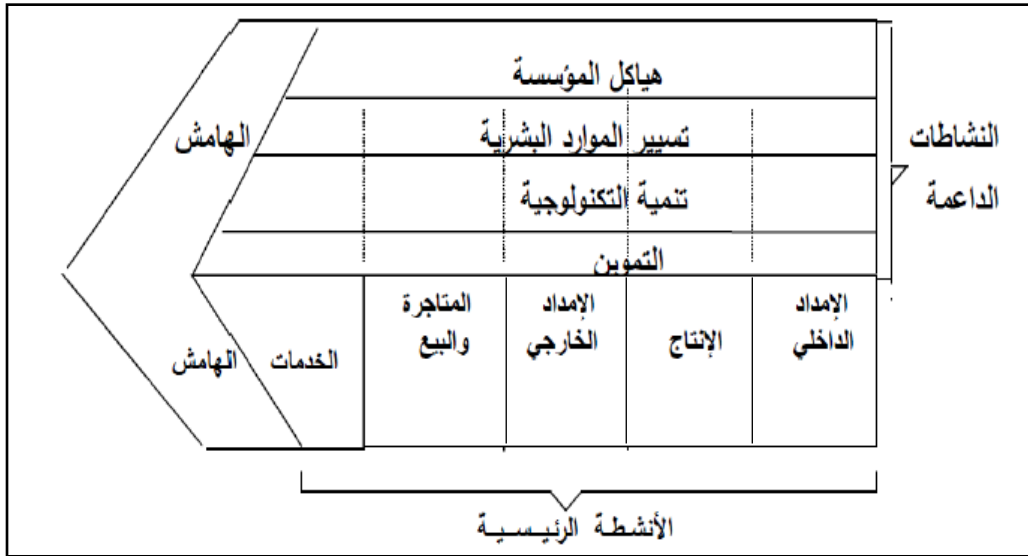 هياكل المؤسسة
تسيير الموارد البشرية
تنمية التكنولوجية
التموين
النشاطات
الداعمة
الهامش
الإمداد
الداخلي
الإنتاج
الإمداد
الخارجي
المتاجرة
والبيع
الخدمات
الهامش
الأنشطة الرئيسية